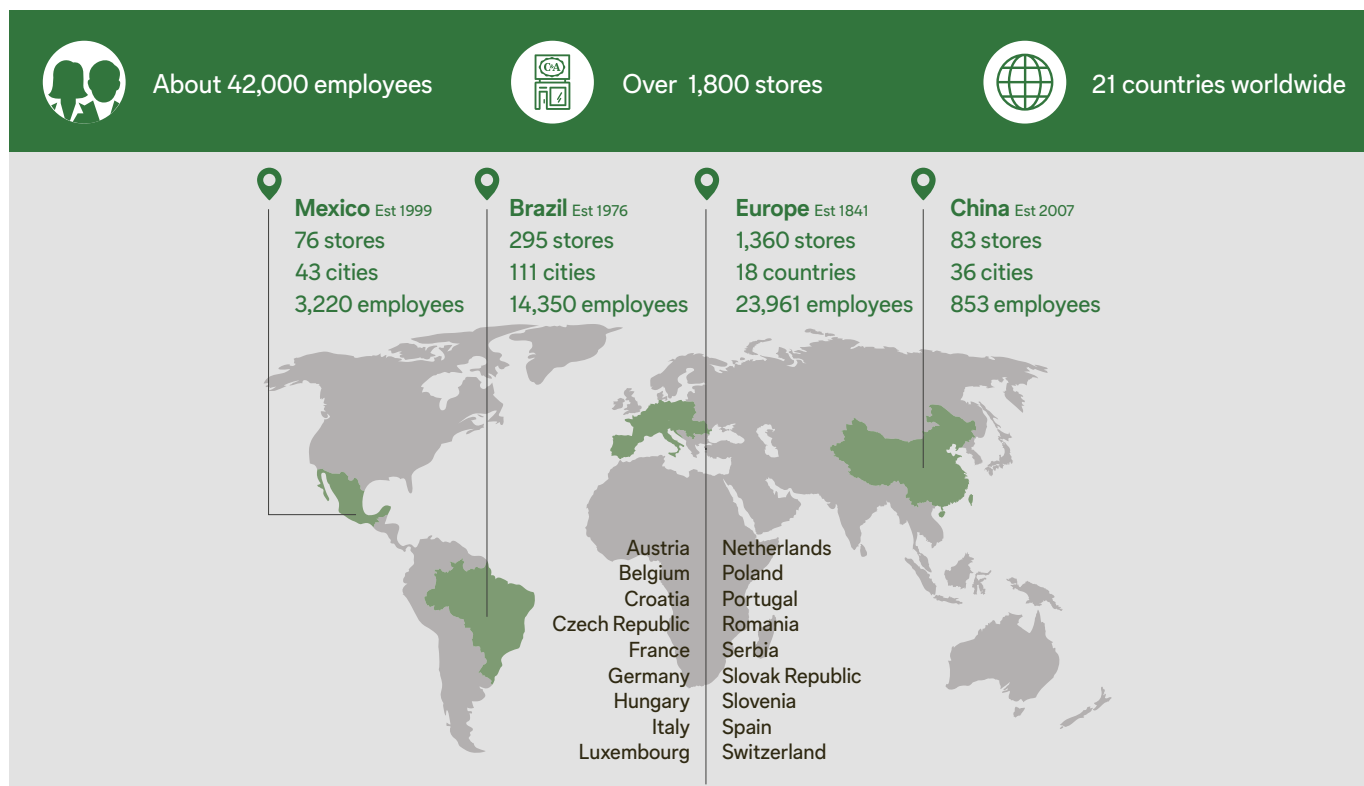 About 42,000 employees
C&A
Over 1,800 stores
21 countries worldwide
Mexico Est 1999
76 stores
43 cities
3,220 employees
Brazil Est 1976
295 stores
111 cities
14,350 employees
Europe Est 1841
1,360 stores
18 countries
23,961 employees
China Est 2007
83 stores
36 cities
853 employees
Austria
Belgium
Croatia
Czech Republic
France
Germany
Hungary
Italy
Luxembourg
Netherlands
Poland
Portugal
Romania
Serbia
Slovak Republic
Slovenia
Spain
Switzerland